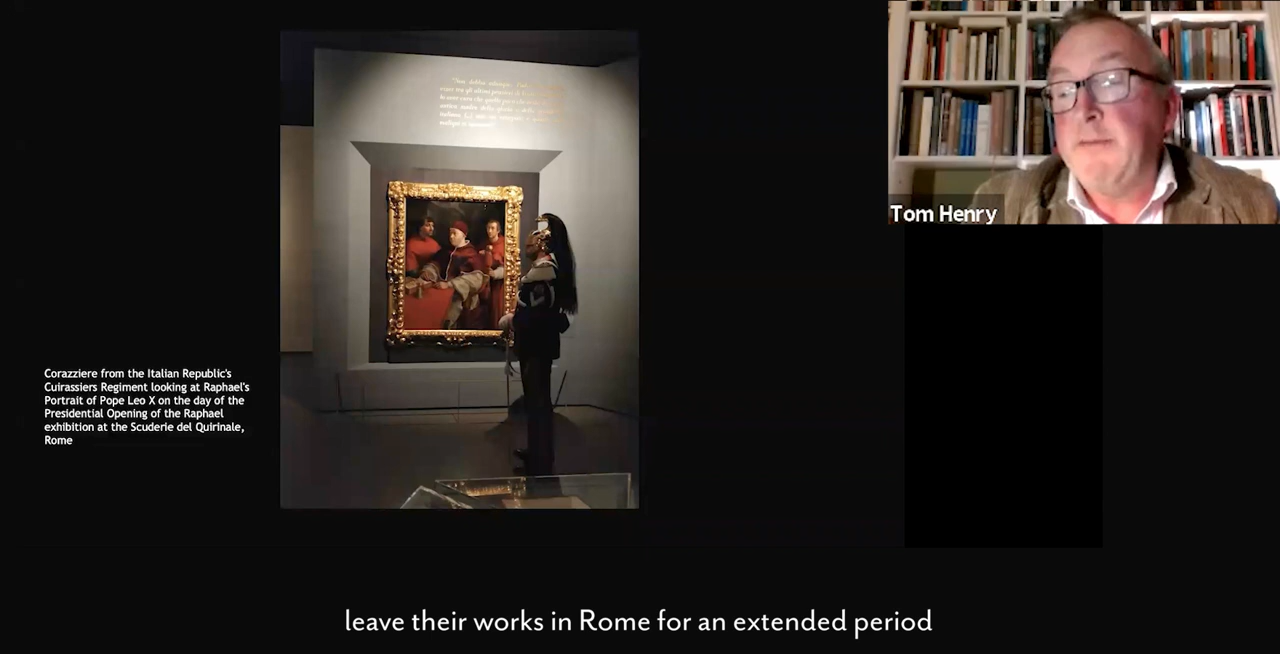 Tom Henry
Corazziere from the Italian Republic's
Cuirassiers Regiment looking at Raphael's
Portrait of Pope Leo X on the day of the
Presidential Opening of the Raphael
exhibition at the Scuderie del Quirinale,
Rome
leave their works in Rome for an extended period